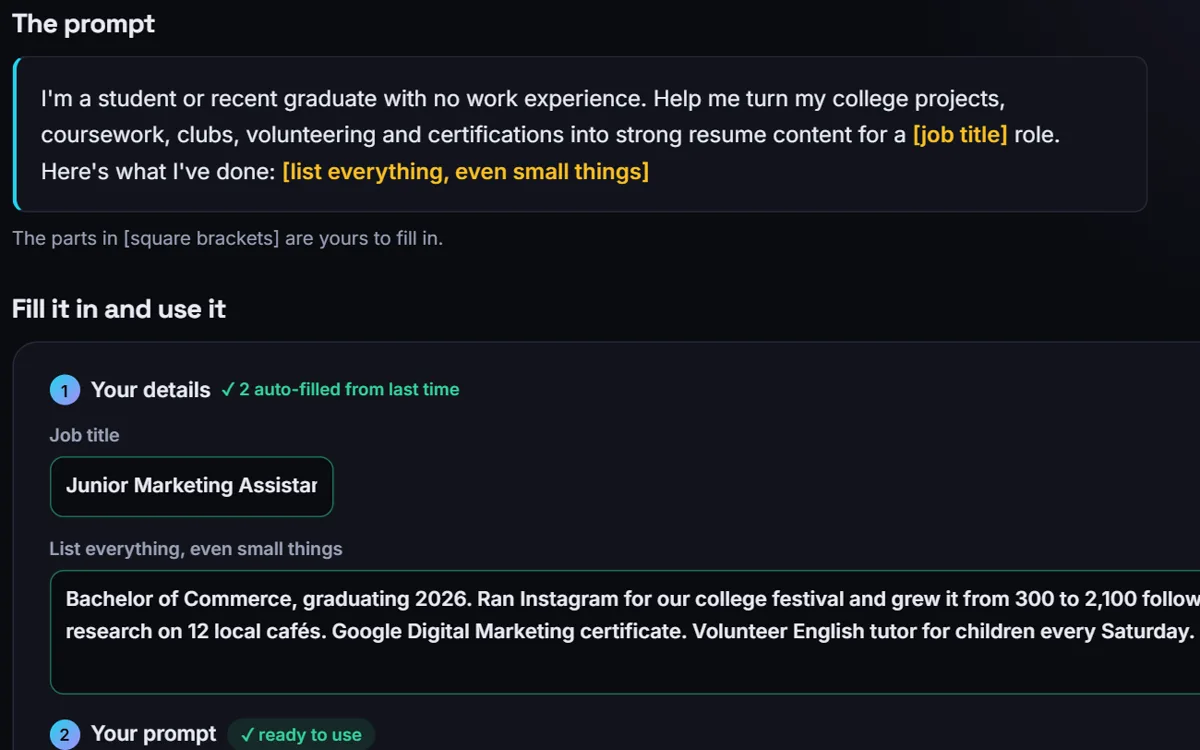 The prompt
I'm a student or recent graduate with no work experience. Help me turn my college projects,
coursework, clubs, volunteering and certifications into strong resume content for a [job title] role.
Here's what I've done: [list everything, even small things]
The parts in [square brackets] are yours to fill in.
Fill it in and use it
1 Your details ✓ 2 auto-filled from last time
Job title
Junior Marketing Assistan
List everything, even small things
Bachelor of Commerce, graduating 2026. Ran Instagram for our college festival and grew it from 300 to 2,100 follow
research on 12 local cafés. Google Digital Marketing certificate. Volunteer English tutor for children every Saturday.
2 Your prompt ✓ ready to use